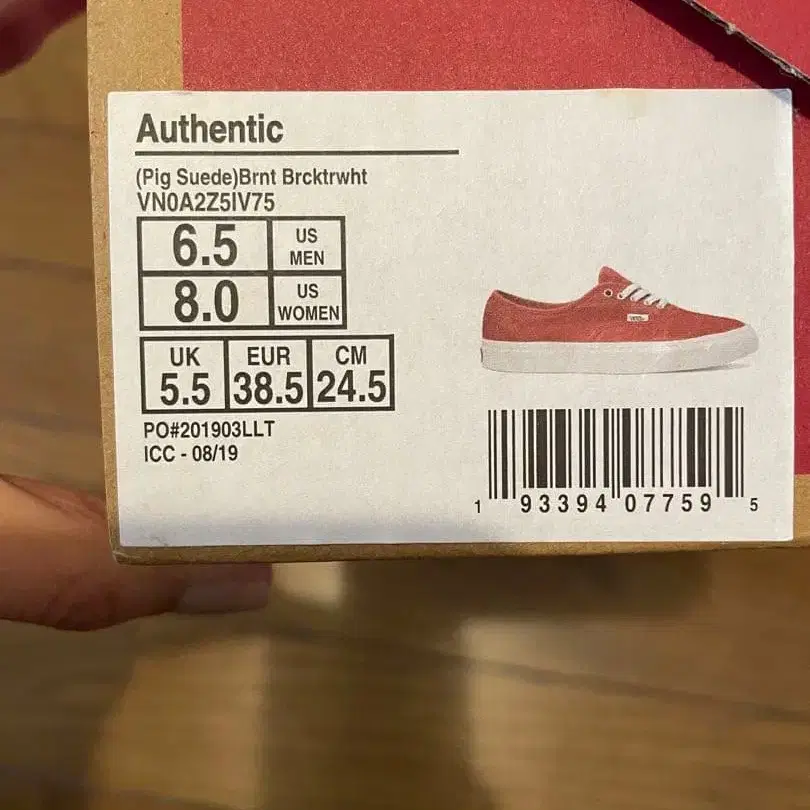 Authentic
(Pig Suede)Brnt Brcktrwht
VN0A2Z5IV75
6.5 US MEN
8.0 US WOMEN
UK EUR CM
5.5 38.5 24.5
PO#201903LLT
ICC - 08/19
VANS
1 93394 07759 5